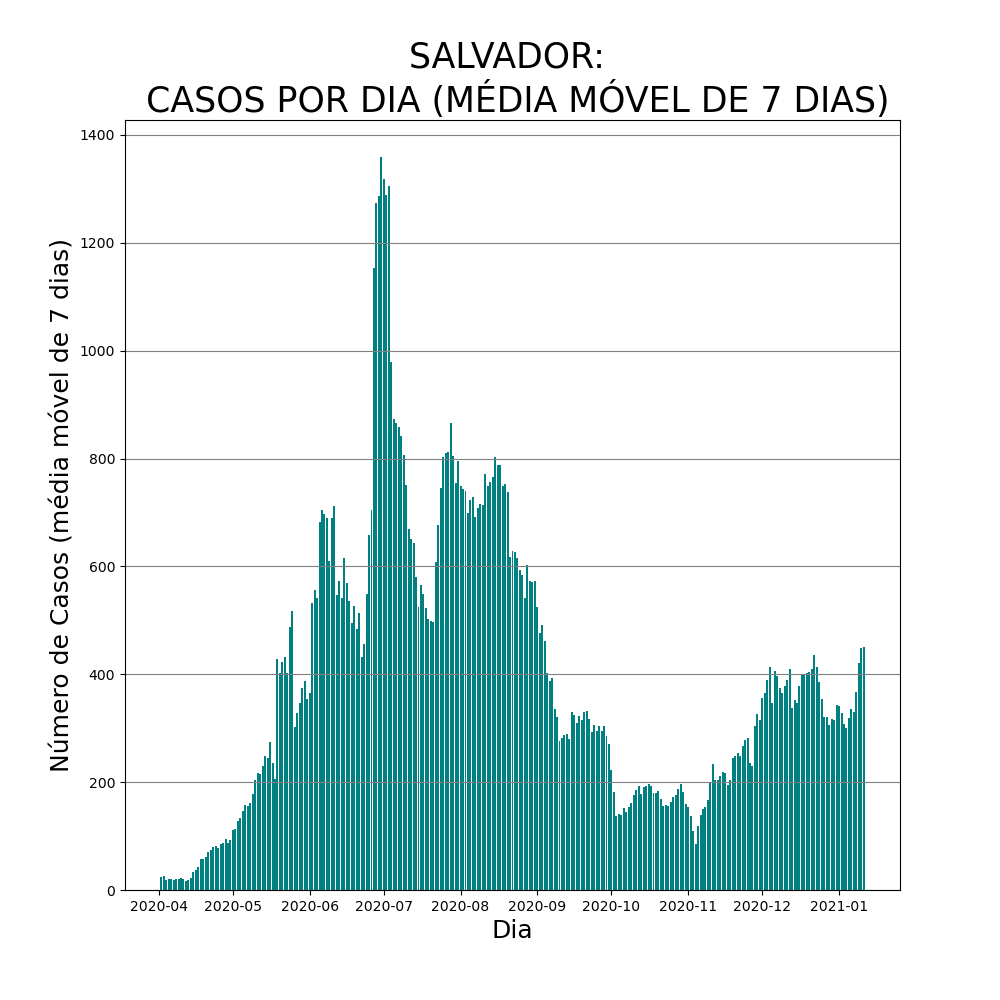 SALVADOR:
CASOS POR DIA (MÉDIA MÓVEL DE 7 DIAS)
Número de Casos (média móvel de 7 dias)
1400
1200
1000
800
600
400
200
0
2020-04 2020-05 2020-06 2020-07 2020-08 2020-09 2020-10 2020-11 2020-12 2021-01
Dia